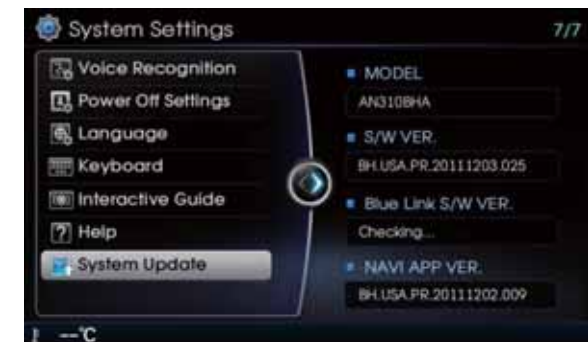 System Settings
7/7
Voice Recognition
Power Off Settings
Language
Keyboard
Interactive Guide
? Help
System Update
MODEL
AN310BHA
S/W VER.
BH.USA.PR.20111203.025
Blue Link S/W VER.
Checking...
NAVI APP VER.
BH.USA.PR.20111202.009
--°C